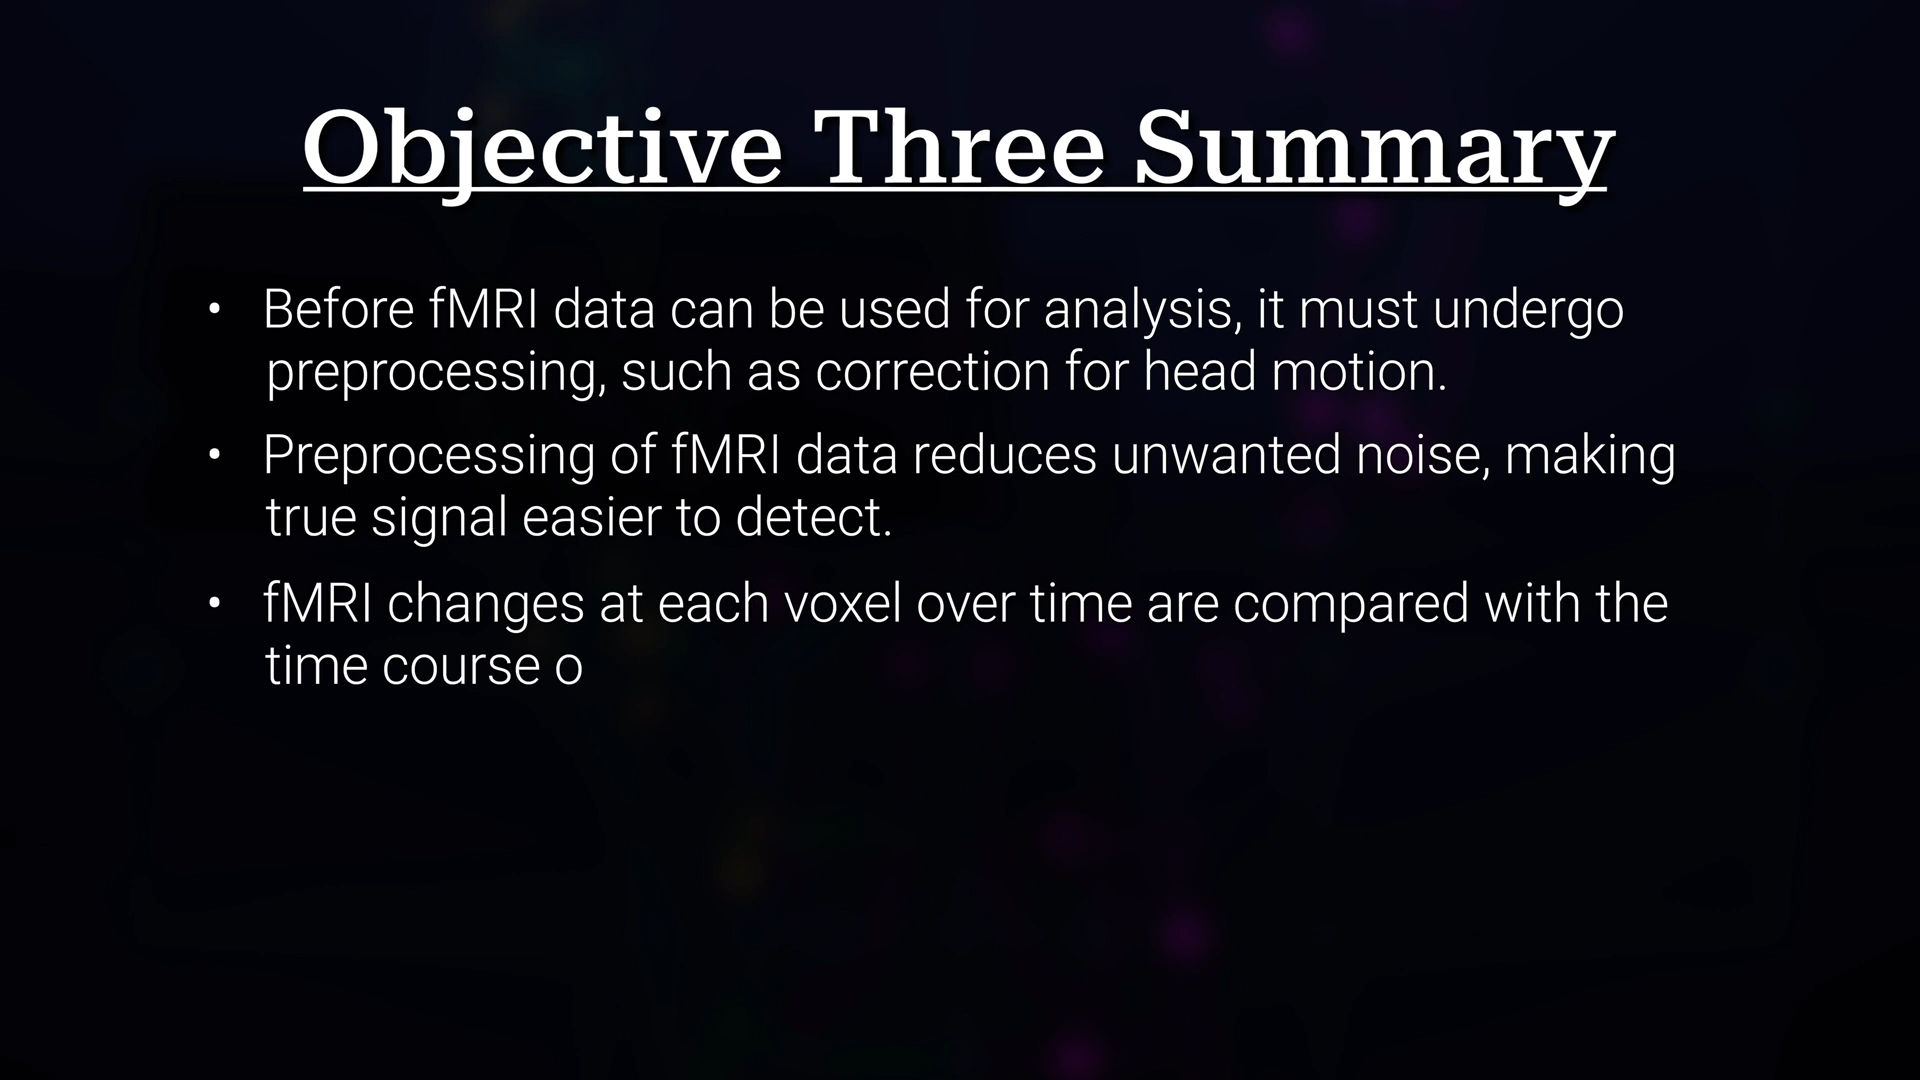 Objective Three Summary
• Before fMRI data can be used for analysis, it must undergo
preprocessing, such as correction for head motion.
• Preprocessing of fMRI data reduces unwanted noise, making
true signal easier to detect.
• fMRI changes at each voxel over time are compared with the
time course o